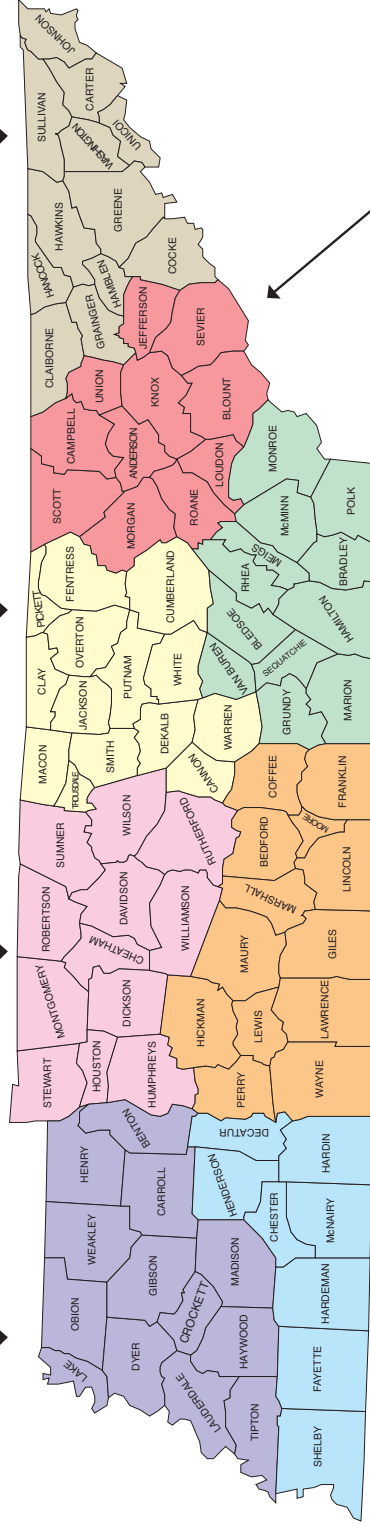 JOHNSON
CARTER
SULLIVAN
UNICOI
WASHINGTON
GREENE
HAWKINS
HANCOCK
HAMBLEN
COCKE
GRAINGER
CLAIBORNE
JEFFERSON
SEVIER
UNION
KNOX
CAMPBELL
BLOUNT
ANDERSON
LOUDON
SCOTT
MORGAN
ROANE
MONROE
McMINN
POLK
MEIGS
BRADLEY
RHEA
HAMILTON
BLEDSOE
SEQUATCHIE
VAN BUREN
GRUNDY
MARION
PICKETT
FENTRESS
CUMBERLAND
OVERTON
CLAY
PUTNAM
WHITE
JACKSON
DEKALB
WARREN
MACON
SMITH
TROUSDALE
CANNON
COFFEE
FRANKLIN
SUMNER
WILSON
RUTHERFORD
BEDFORD
MOORE
LINCOLN
ROBERTSON
DAVIDSON
WILLIAMSON
MARSHALL
CHEATHAM
MAURY
GILES
MONTGOMERY
DICKSON
HICKMAN
LEWIS
LAWRENCE
STEWART
HOUSTON
HUMPHREYS
PERRY
WAYNE
BENTON
DECATUR
HENRY
CARROLL
HENDERSON
HARDIN
WEAKLEY
CHESTER
McNAIRY
GIBSON
MADISON
OBION
CROCKETT
HARDEMAN
DYER
HAYWOOD
LAKE
LAUDERDALE
FAYETTE
TIPTON
SHELBY